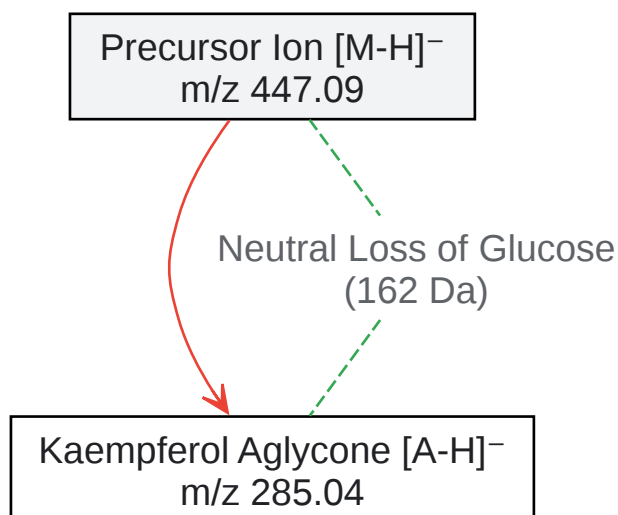 Precursor Ion [M-H]⁻
m/z 447.09
Neutral Loss of Glucose
(162 Da)
Kaempferol Aglycone [A-H]⁻
m/z 285.04